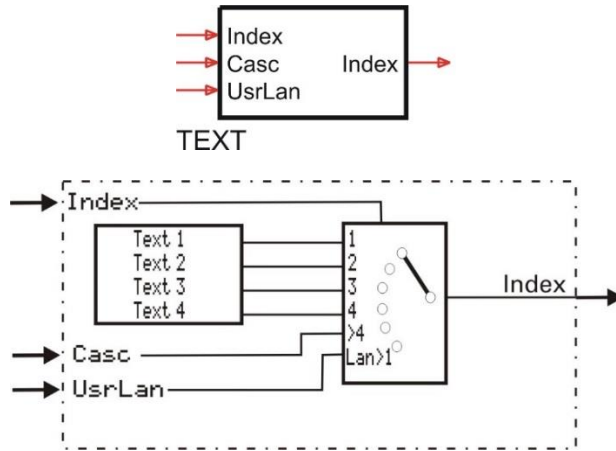 Index
Casc Index
UsrLan
TEXT
Index
Text 1 1
Text 2 2
Text 3 3
Text 4 4
Index
>4
Casc Lan>1
UsrLan